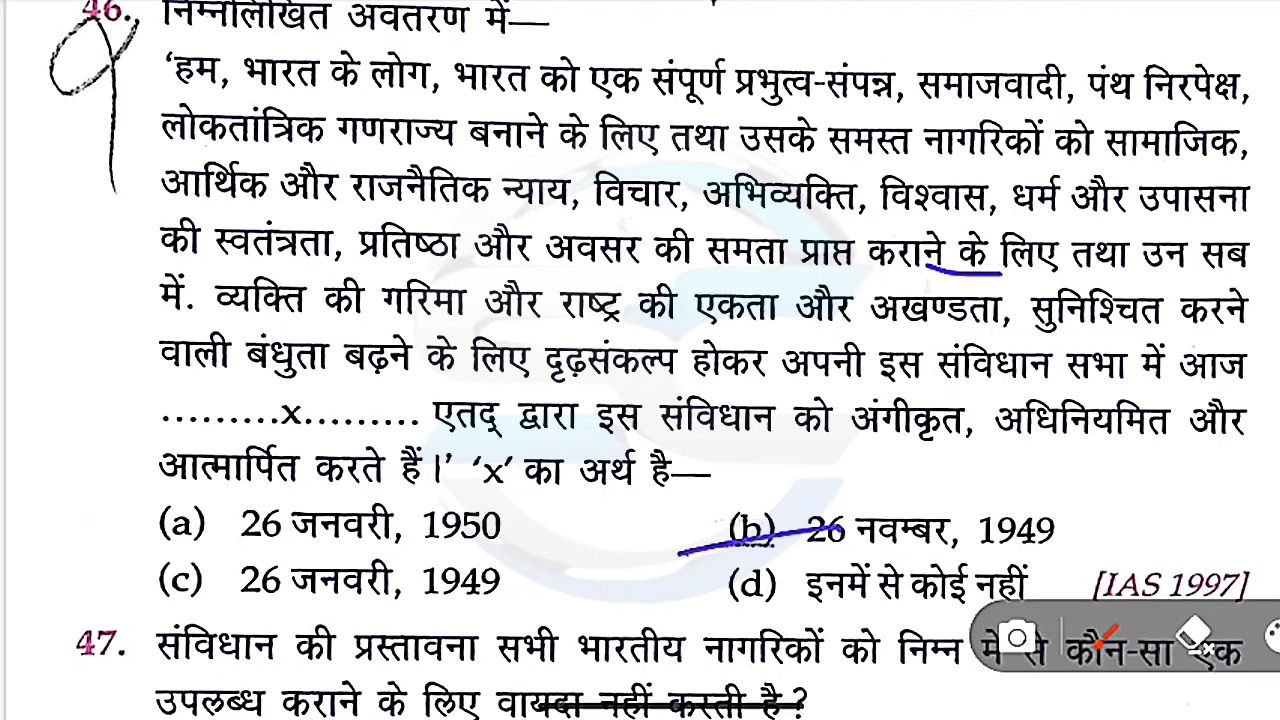 46. निम्नलिखित अवतरण में—
'हम, भारत के लोग, भारत को एक संपूर्ण प्रभुत्व-संपन्न, समाजवादी, पंथ निरपेक्ष,
लोकतांत्रिक गणराज्य बनाने के लिए तथा उसके समस्त नागरिकों को सामाजिक,
आर्थिक और राजनैतिक न्याय, विचार, अभिव्यक्ति, विश्वास, धर्म और उपासना
की स्वतंत्रता, प्रतिष्ठा और अवसर की समता प्राप्त कराने के लिए तथा उन सब
में. व्यक्ति की गरिमा और राष्ट्र की एकता और अखण्डता, सुनिश्चित करने
वाली बंधुता बढ़ने के लिए दृढ़संकल्प होकर अपनी इस संविधान सभा में आज
.........x......... एतद् द्वारा इस संविधान को अंगीकृत, अधिनियमित और
आत्मार्पित करते हैं।' 'x' का अर्थ है—
(a) 26 जनवरी, 1950 (b) 26 नवम्बर, 1949
(c) 26 जनवरी, 1949 (d) इनमें से कोई नहीं [IAS 1997]
47. संविधान की प्रस्तावना सभी भारतीय नागरिकों को निम्न में से कौन-सा एक
उपलब्ध कराने के लिए वायदा नहीं करती है?